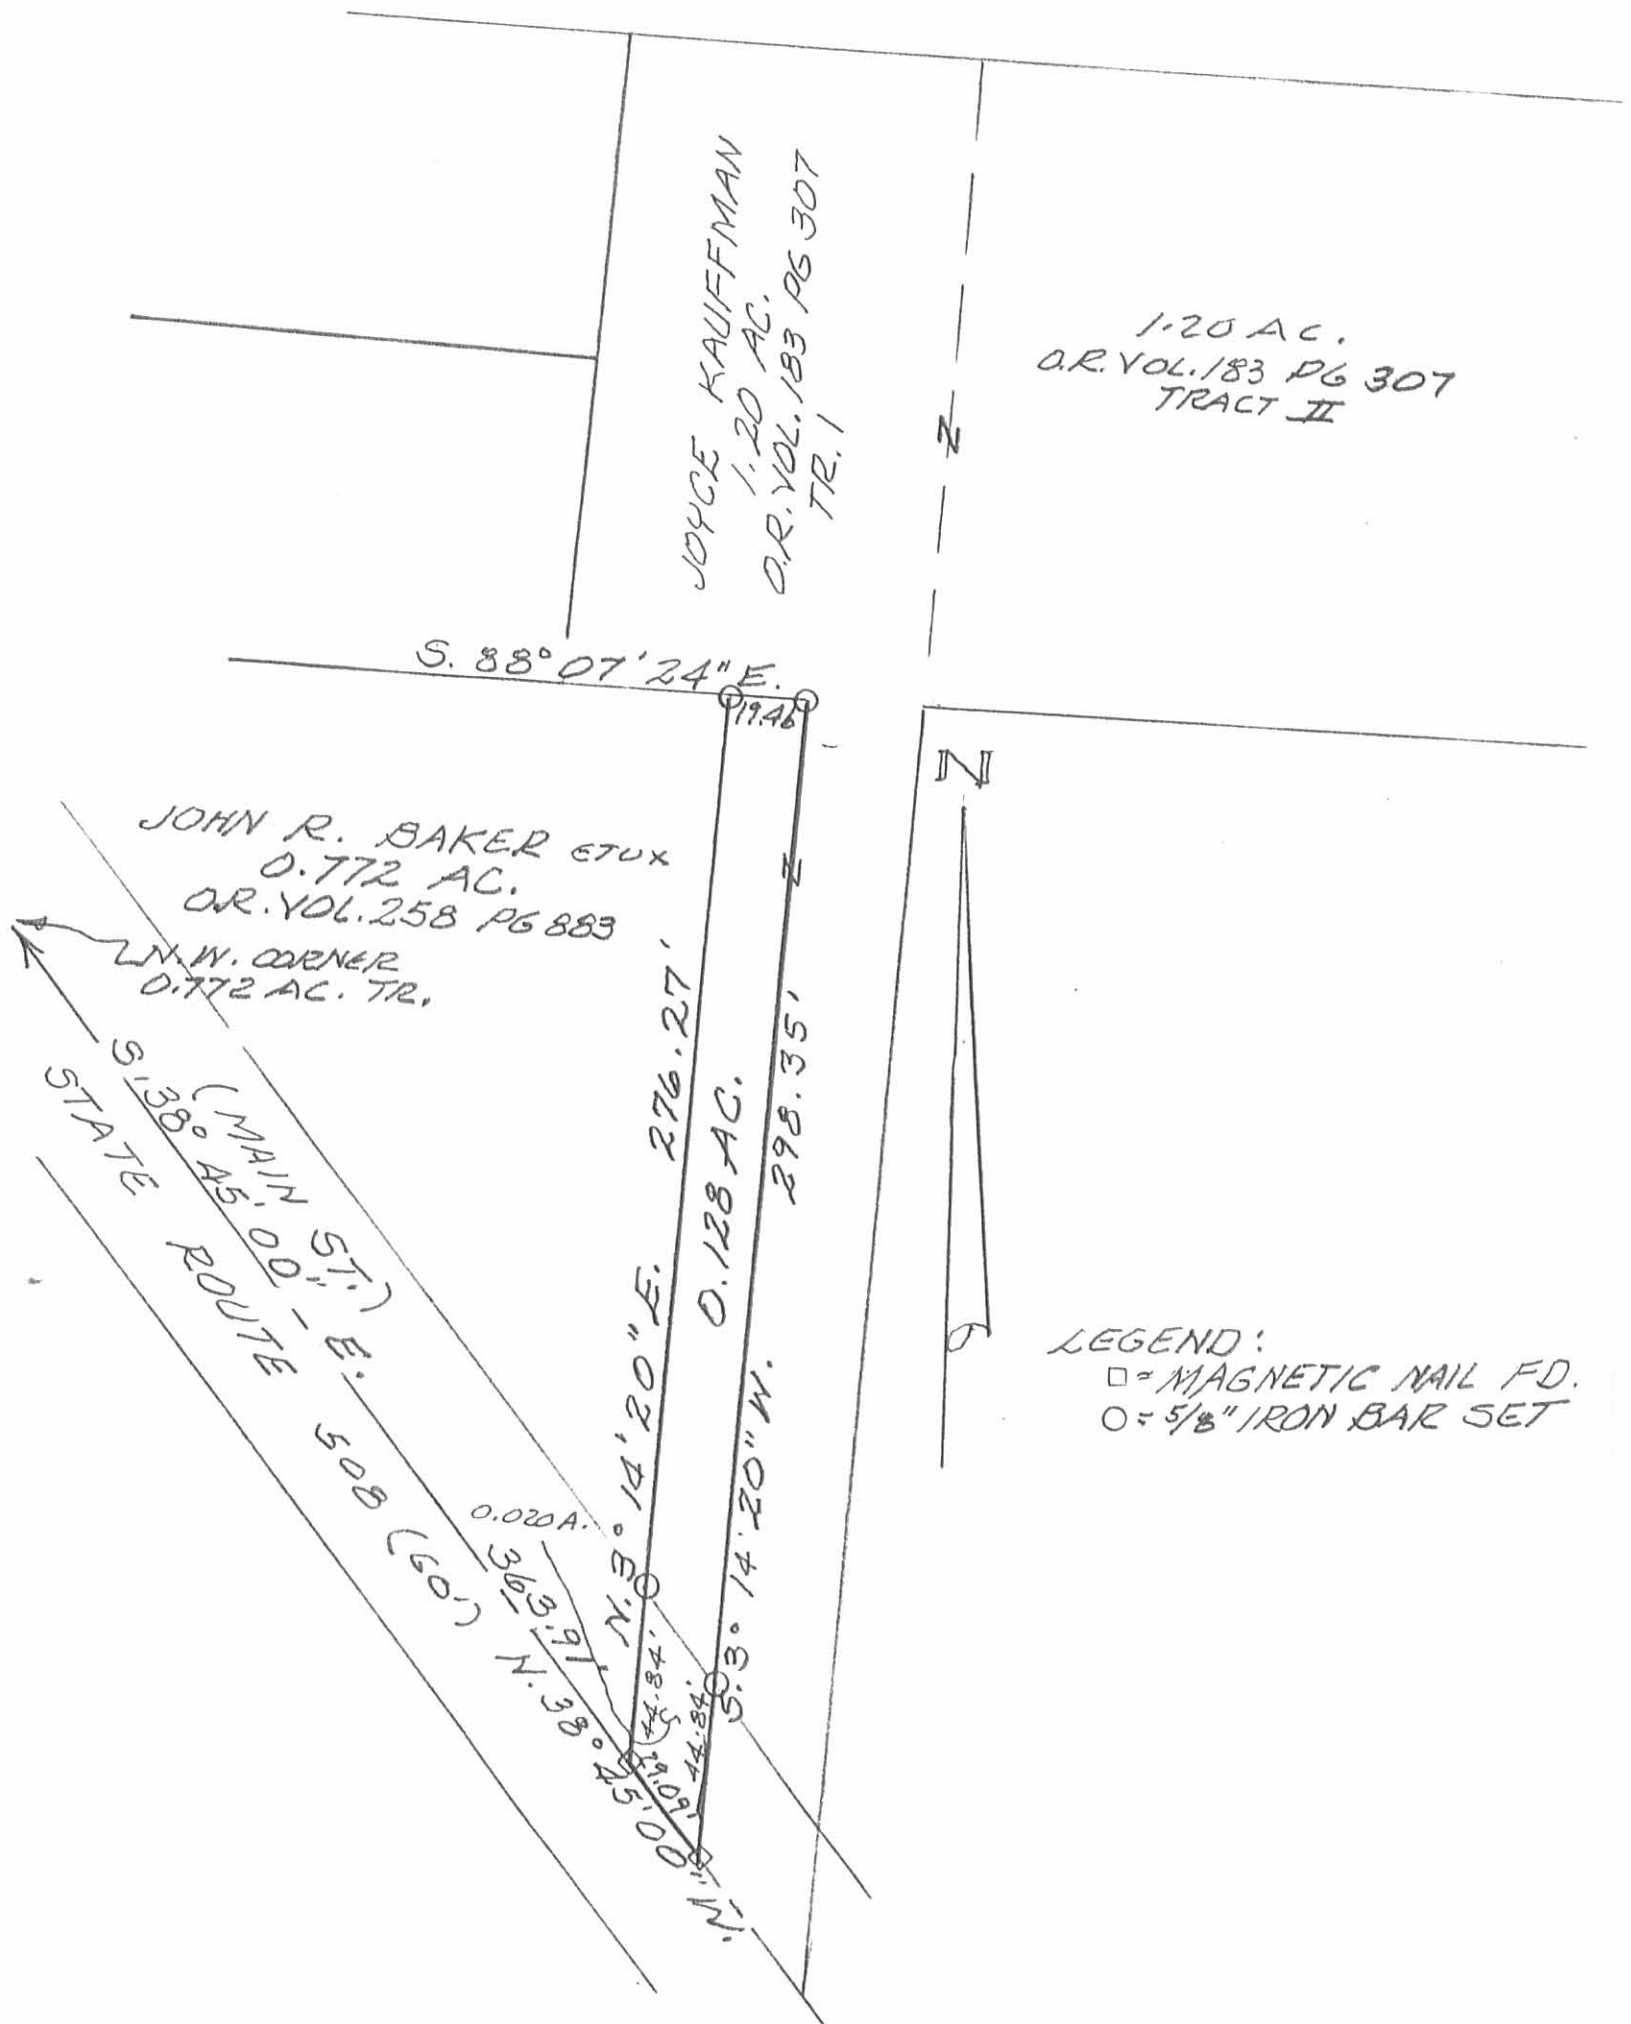 JOYCE KAUFFMAN
1.20 AC.
O.R. VOL. 183 PG 307
TR. 1
1.20 AC.
O.R. VOL. 183 PG 307
TRACT II
Z
S. 88° 07' 24" E.
19.46
Z
N
JOHN R. BAKER ETUX
0.772 AC.
O.R. VOL. 258 PG 883
N.W. CORNER
0.772 AC. TR.
N. 3° 14' 20" E. 276.27'
0.128 AC.
S. 3° 14' 20" W. 298.35'
(MAIN ST.)
S. 38° 45' 00" E. 363.91'
STATE ROUTE 508 (60')
0.020 A.
44.84'
44.84'
29.09'
N. 38° 45' 00" W.
LEGEND:
□ = MAGNETIC NAIL FD.
○ = 5/8" IRON BAR SET